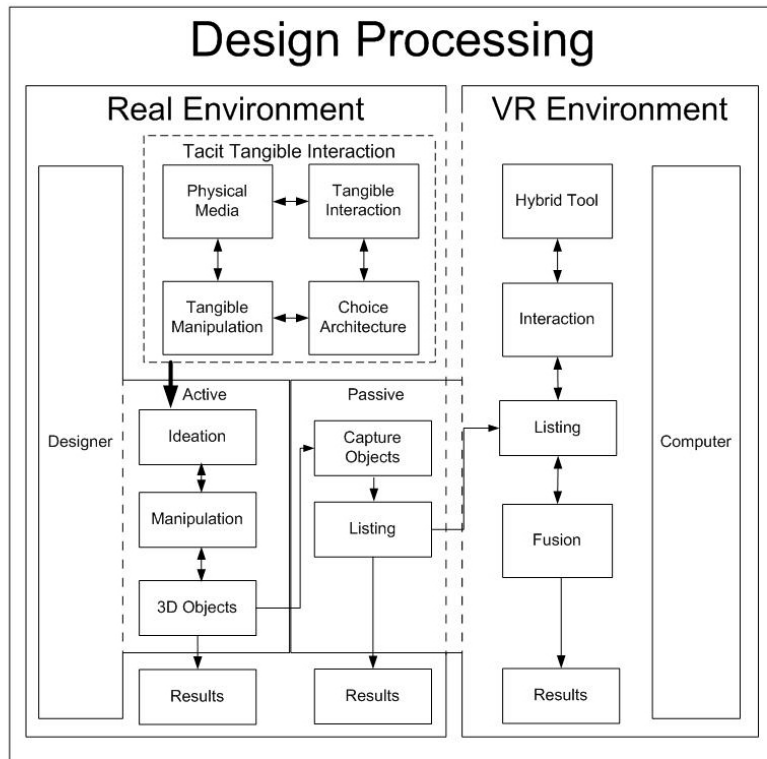 Design Processing
Real Environment
VR Environment
Tacit Tangible Interaction
Physical
Media
Tangible
Interaction
Tangible
Manipulation
Choice
Architecture
Designer
Active
Passive
Ideation
Manipulation
3D Objects
Results
Capture
Objects
Listing
Results
Hybrid Tool
Interaction
Listing
Fusion
Results
Computer